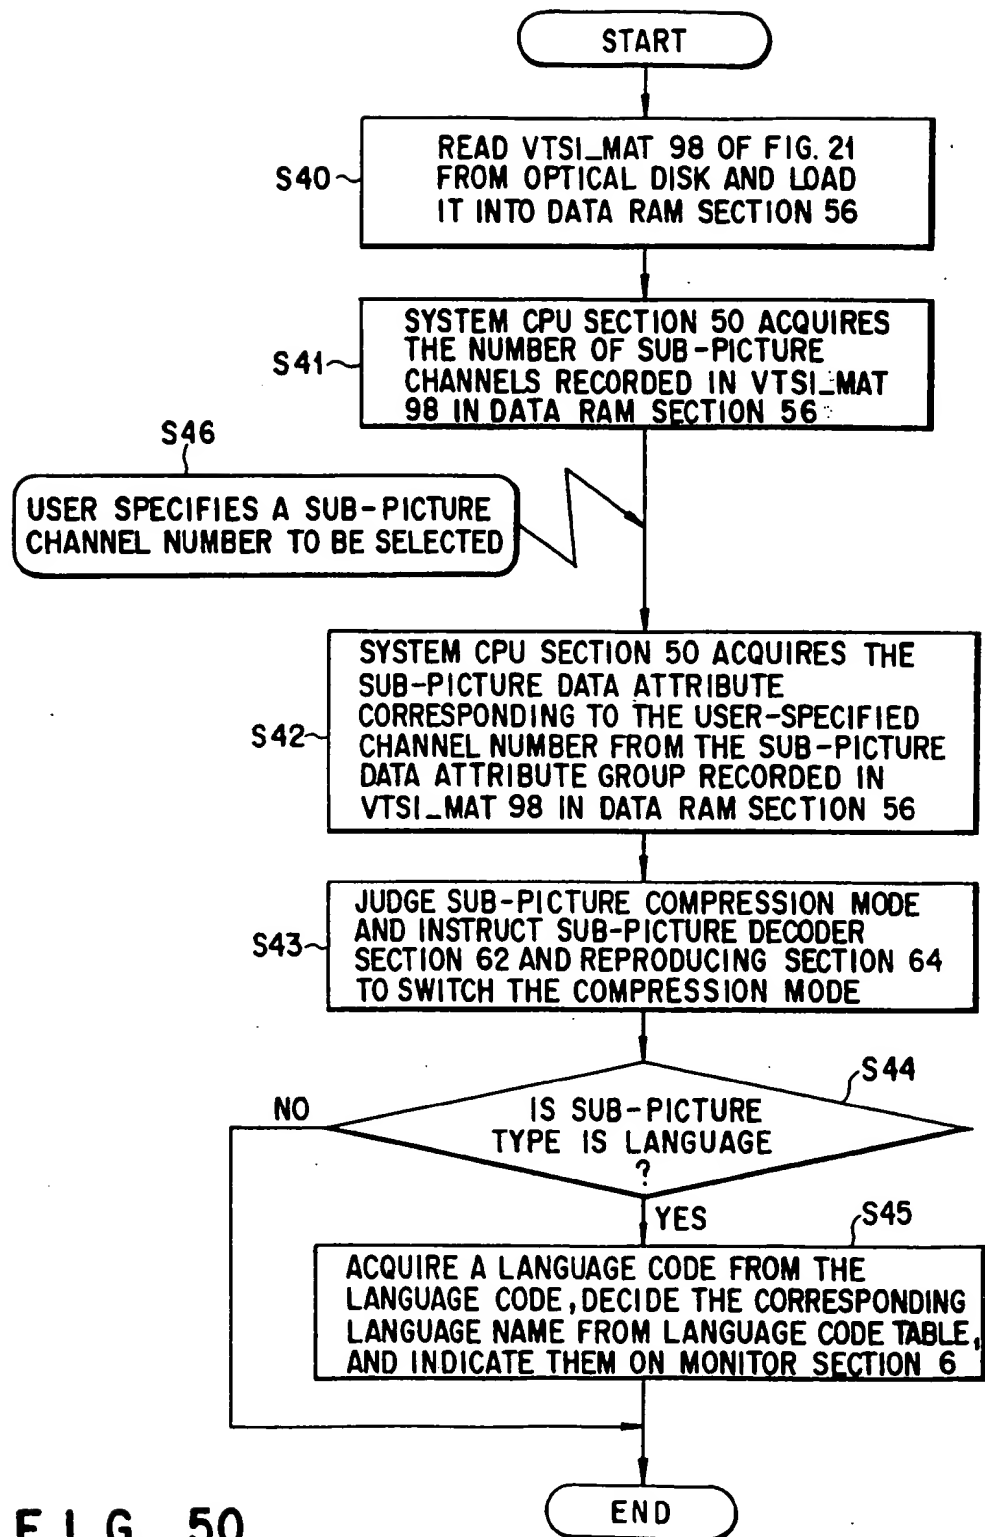 START
S40
READ VTSI_MAT 98 OF FIG. 21
FROM OPTICAL DISK AND LOAD
IT INTO DATA RAM SECTION 56
S41
SYSTEM CPU SECTION 50 ACQUIRES
THE NUMBER OF SUB-PICTURE
CHANNELS RECORDED IN VTSI_MAT
98 IN DATA RAM SECTION 56
S46
USER SPECIFIES A SUB-PICTURE
CHANNEL NUMBER TO BE SELECTED
S42
SYSTEM CPU SECTION 50 ACQUIRES THE
SUB-PICTURE DATA ATTRIBUTE
CORRESPONDING TO THE USER-SPECIFIED
CHANNEL NUMBER FROM THE SUB-PICTURE
DATA ATTRIBUTE GROUP RECORDED IN
VTSI_MAT 98 IN DATA RAM SECTION 56
S43
JUDGE SUB-PICTURE COMPRESSION MODE
AND INSTRUCT SUB-PICTURE DECODER
SECTION 62 AND REPRODUCING SECTION 64
TO SWITCH THE COMPRESSION MODE
S44
NO
IS SUB-PICTURE
TYPE IS LANGUAGE
?
YES
S45
ACQUIRE A LANGUAGE CODE FROM THE
LANGUAGE CODE, DECIDE THE CORRESPONDING
LANGUAGE NAME FROM LANGUAGE CODE TABLE,
AND INDICATE THEM ON MONITOR SECTION 6
END
FIG. 50